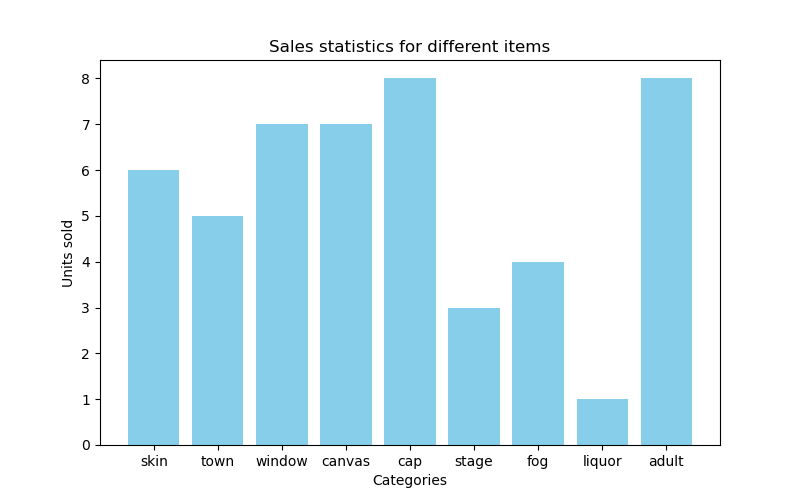 Sales statistics for different items
8
7
6
5
4
3
2
1
0
Units sold
skin town window canvas cap stage fog liquor adult
Categories